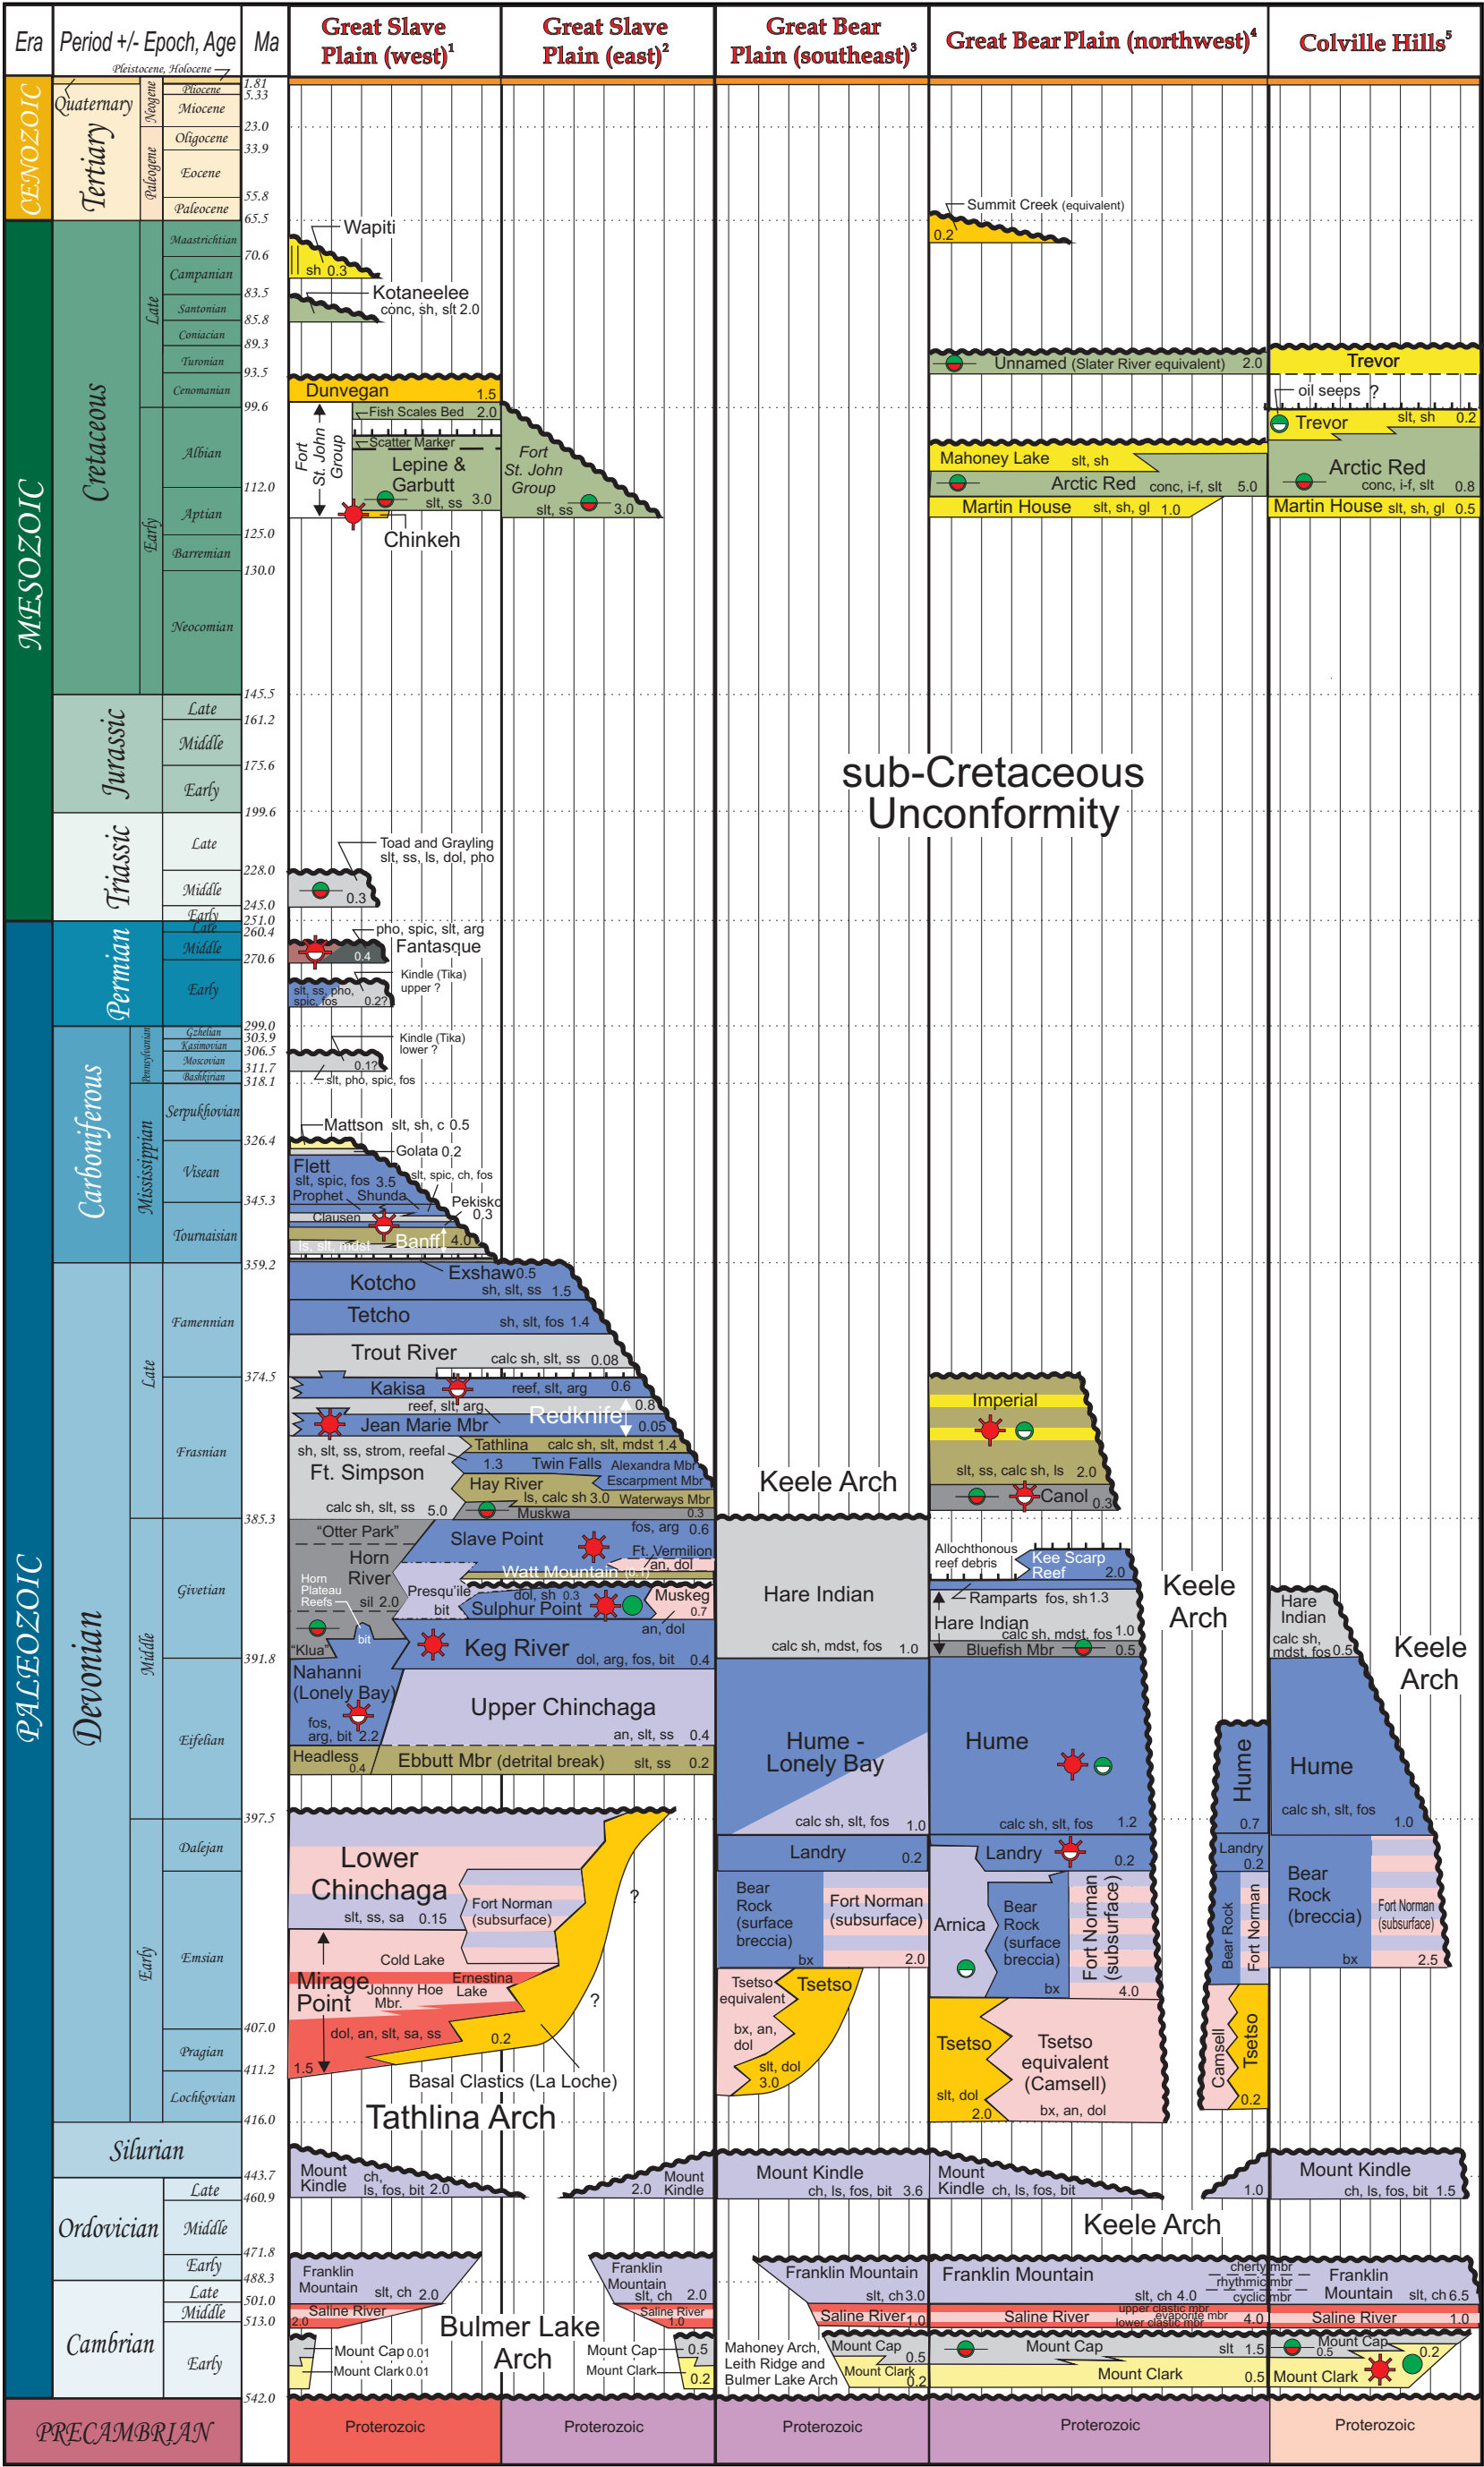 Era
Period +/- Epoch, Age
Ma
Great Slave
Plain (west)¹
Great Slave
Plain (east)²
Great Bear
Plain (southeast)³
Great Bear Plain (northwest)⁴
Colville Hills⁵
Pleistocene, Holocene
CENOZOIC
Quaternary
Tertiary
Neogene
Paleogene
Pliocene
Miocene
Oligocene
Eocene
Paleocene
1.81
5.33
23.0
33.9
55.8
65.5
MESOZOIC
Cretaceous
Late
Early
Maastrichtian
Campanian
Santonian
Coniacian
Turonian
Cenomanian
Albian
Aptian
Barremian
Neocomian
70.6
83.5
85.8
89.3
93.5
99.6
112.0
125.0
130.0
145.5
Jurassic
Late
Middle
Early
161.2
175.6
199.6
Triassic
Late
Middle
Early
228.0
245.0
251.0
PALEOZOIC
Permian
Late
Middle
Early
260.4
270.6
299.0
Carboniferous
Pennsylvanian
Mississippian
Gzhelian
Kasimovian
Moscovian
Bashkirian
Serpukhovian
Visean
Tournaisian
303.9
306.5
311.7
318.1
326.4
345.3
359.2
Devonian
Late
Middle
Early
Famennian
Frasnian
Givetian
Eifelian
Dalejan
Emsian
Pragian
Lochkovian
374.5
385.3
391.8
397.5
407.0
411.2
416.0
Silurian
443.7
Ordovician
Late
Middle
Early
460.9
471.8
488.3
Cambrian
Late
Middle
Early
501.0
513.0
542.0
PRECAMBRIAN
Wapiti
sh 0.3
Kotaneelee
conc, sh, slt 2.0
Dunvegan
1.5
Fort
St. John
Group
Fish Scales Bed 2.0
Scatter Marker
Lepine &
Garbutt
slt, ss 3.0
Chinkeh
Fort
St. John
Group
slt, ss 3.0
Summit Creek (equivalent)
0.2
Unnamed (Slater River equivalent) 2.0
Mahoney Lake slt, sh
Arctic Red conc, i-f, slt 5.0
Martin House slt, sh, gl 1.0
Trevor
oil seeps ?
Trevor slt, sh 0.2
Arctic Red
conc, i-f, slt 0.8
Martin House slt, sh, gl 0.5
sub-Cretaceous
Unconformity
Toad and Grayling
slt, ss, ls, dol, pho
0.3
pho, spic, slt, arg
Fantasque
0.4
Kindle (Tika)
upper ?
slt, ss, pho,
spic, fos 0.2?
Kindle (Tika)
lower ?
0.1?
slt, pho, spic, fos
Mattson slt, sh, c 0.5
Golata 0.2
Flett
slt, spic, fos 3.5
slt, spic, ch, fos
Prophet Shunda
Pekisko
0.3
Clausen
ls, slt, mdst Banff 4.0
Exshaw 0.5
Kotcho
sh, slt, ss 1.5
Tetcho
sh, slt, fos 1.4
Trout River
calc sh, slt, ss 0.08
Kakisa
reef, slt, arg 0.6
reef, slt, arg 0.8
Jean Marie Mbr
Redknife
0.05
sh, slt, ss, strom, reefal
Ft. Simpson
calc sh, slt, ss 5.0
Tathlina calc sh, slt, mdst 1.4
1.3 Twin Falls Alexandra Mbr
Escarpment Mbr
Hay River
ls, calc sh 3.0 Waterways Mbr
Muskwa 0.3
"Otter Park"
Horn
River
Horn
Plateau
Reefs
sil 2.0
"Klua"
bit
Slave Point
fos, arg 0.6
Ft. Vermilion
an, dol
Watt Mountain (0.1)
Presqu'ile
bit
dol, sh 0.3
Sulphur Point
Muskeg
0.7
an, dol
Keg River
dol, arg, fos, bit 0.4
Nahanni
(Lonely Bay)
fos,
arg, bit 2.2
Upper Chinchaga
an, slt, ss 0.4
Headless
0.4
Ebbutt Mbr (detrital break) slt, ss 0.2
Lower
Chinchaga
slt, ss, sa 0.15
Fort Norman
(subsurface)
?
Cold Lake
Mirage
Point
Ernestina
Lake
Johnny Hoe
Mbr.
?
dol, an, slt, sa, ss
0.2
1.5
Basal Clastics (La Loche)
Tathlina Arch
Keele Arch
Hare Indian
calc sh, mdst, fos 1.0
Hume -
Lonely Bay
calc sh, slt, fos 1.0
Landry 0.2
Bear
Rock
(surface
breccia)
bx
Fort Norman
(subsurface)
2.0
Tsetso
equivalent
bx, an,
dol
Tsetso
slt, dol
3.0
Imperial
slt, ss, calc sh, ls 2.0
Canol 0.3
Allochthonous
reef debris
Kee Scarp
Reef 2.0
Ramparts fos, sh 1.3
Hare Indian
calc sh, mdst, fos 1.0
Bluefish Mbr 0.5
Hume
calc sh, slt, fos 1.2
Landry 0.2
Arnica
Bear
Rock
(surface
breccia)
bx
Fort Norman
(subsurface)
4.0
Tsetso
slt, dol
2.0
Tsetso
equivalent
(Camsell)
bx, an, dol
Keele
Arch
Hume
0.7
Landry
0.2
Bear Rock
Fort Norman
Camsell
Tsetso
0.2
Hare
Indian
calc sh,
mdst, fos 0.5
Keele
Arch
Hume
calc sh, slt, fos 1.0
Bear
Rock
(breccia)
bx
Fort Norman
(subsurface)
2.5
Mount
Kindle
ch,
ls, fos, bit 2.0
Mount
Kindle
2.0
Mount Kindle
ch, ls, fos, bit 3.6
Mount
Kindle ch, ls, fos, bit
1.0
Mount Kindle
ch, ls, fos, bit 1.5
Keele Arch
Franklin
Mountain
slt, ch 2.0
Saline River
2.0
Mount Cap 0.01
Mount Clark 0.01
Bulmer Lake
Arch
Franklin
Mountain
slt, ch 2.0
Saline River
1.0
Mount Cap 0.5
Mount Clark 0.2
Franklin Mountain
slt, ch 3.0
Saline River 1.0
Mahoney Arch,
Leith Ridge and
Bulmer Lake Arch
Mount Cap
0.5
Mount Clark
0.2
Franklin Mountain
slt, ch 4.0
cherty mbr
rhythmic mbr
cyclic mbr
Saline River
upper clastic mbr
evaporite mbr
lower clastic mbr
4.0
Mount Cap slt 1.5
Mount Clark 0.5
Franklin
Mountain slt, ch 6.5
Saline River 1.0
Mount Cap
0.5
0.2
Mount Clark
Proterozoic
Proterozoic
Proterozoic
Proterozoic
Proterozoic